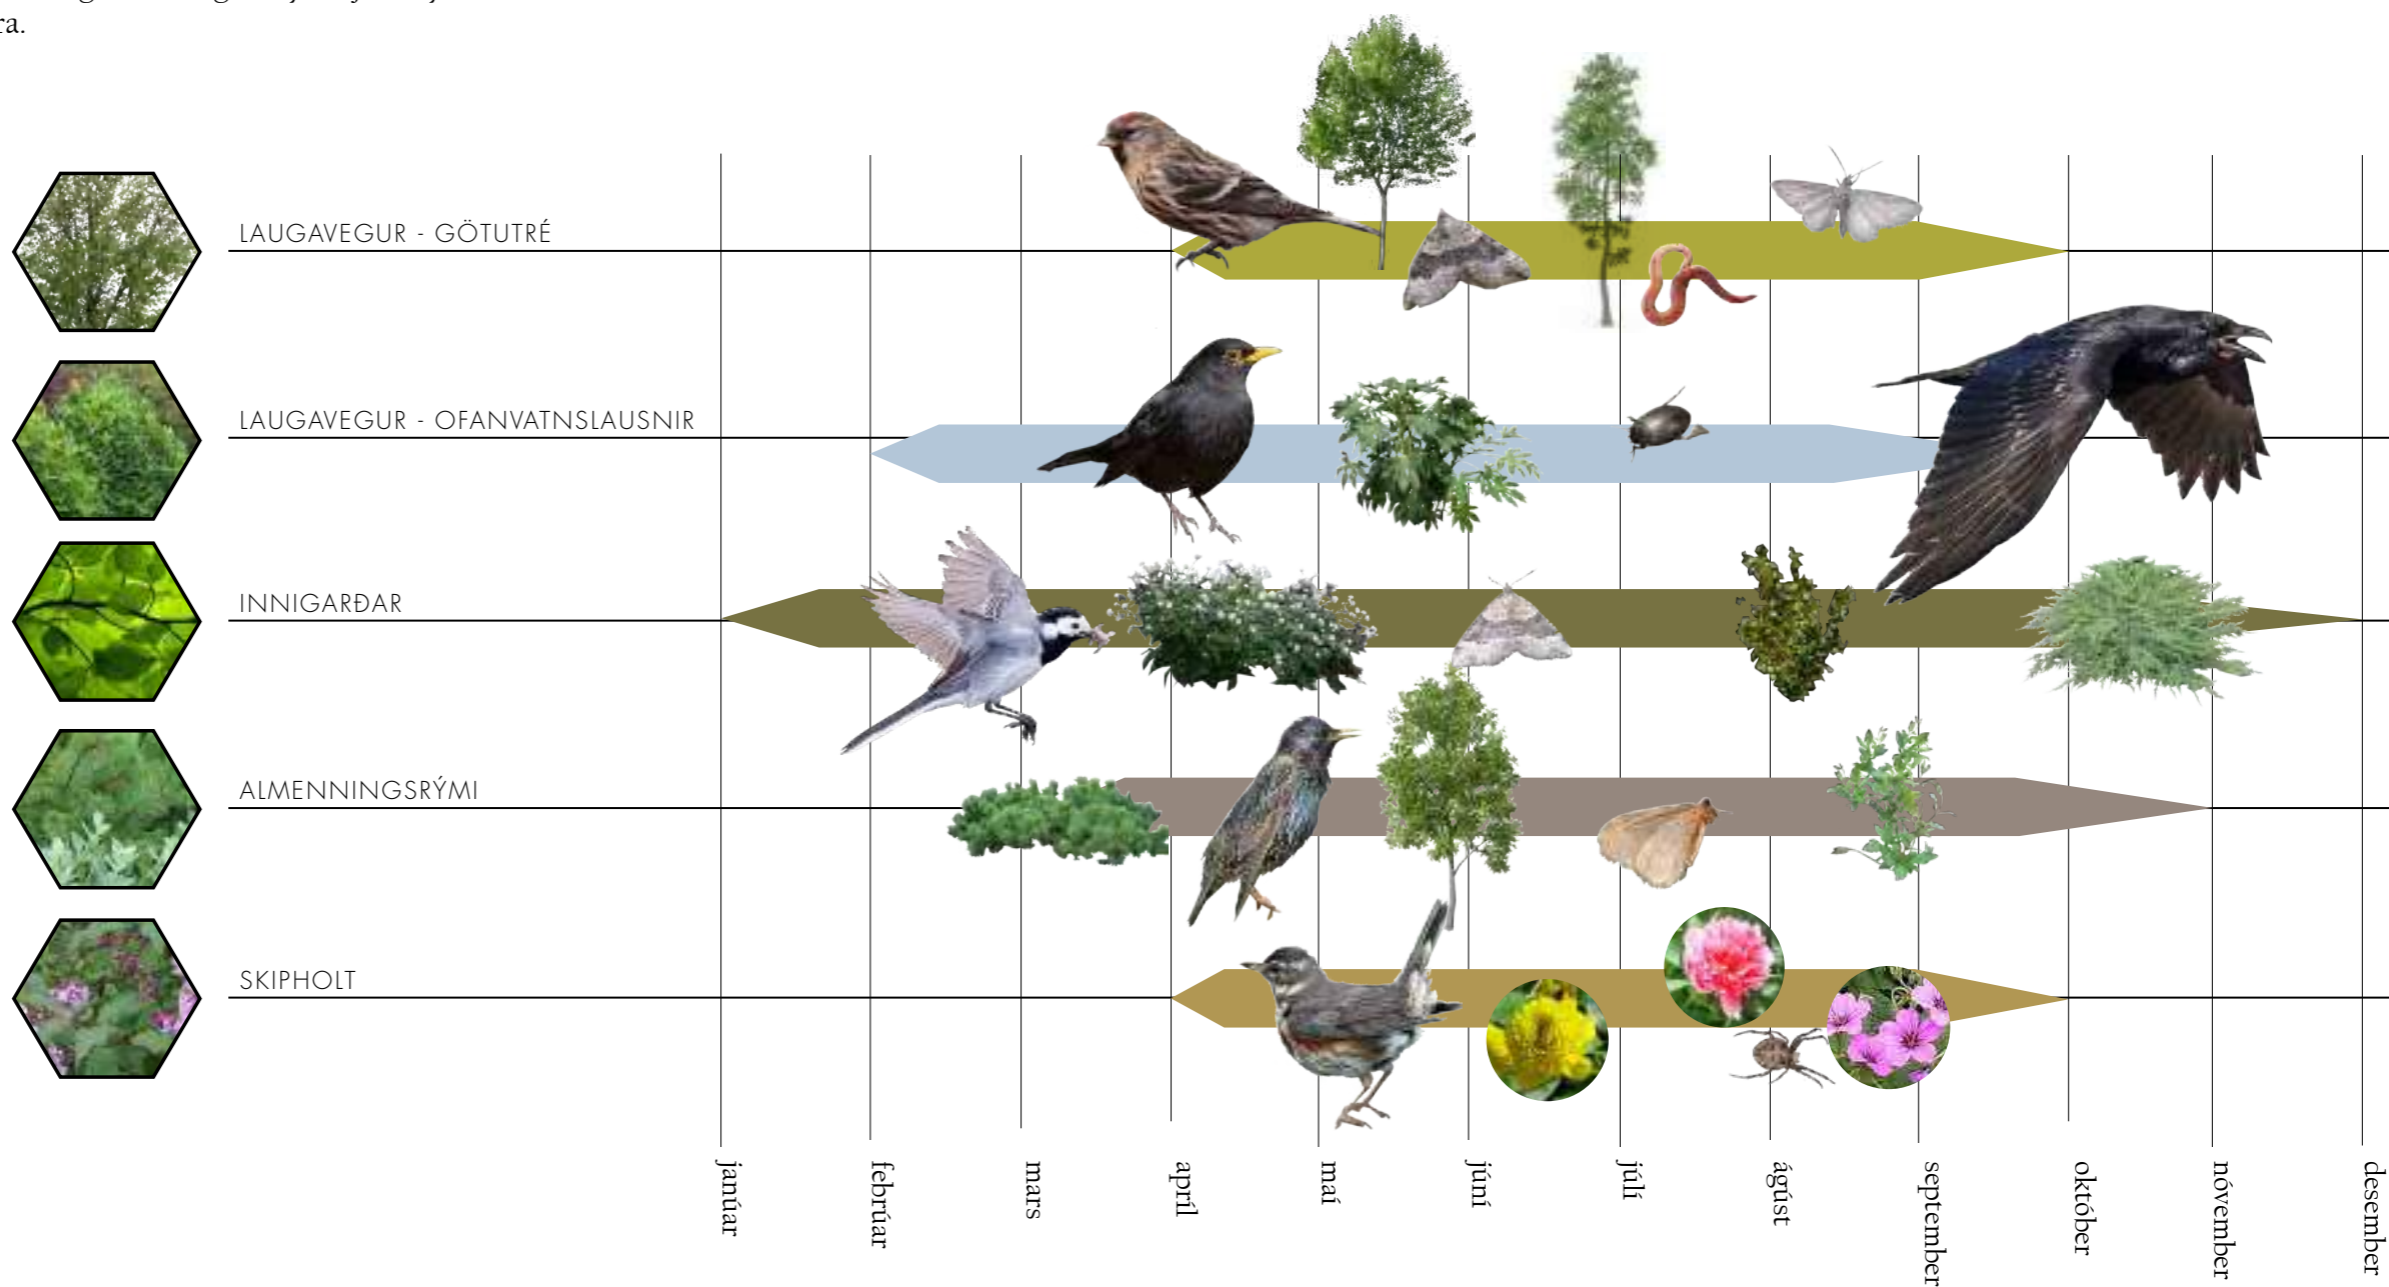 ra.
LAUGAVEGUR - GÖTUTRÉ
LAUGAVEGUR - OFANVATNSLAUSNIR
INNIGARÐAR
ALMENNINGSRÝMI
SKIPHOLT
janúar
febrúar
mars
apríl
maí
júní
júlí
ágúst
september
október
nóvember
desember